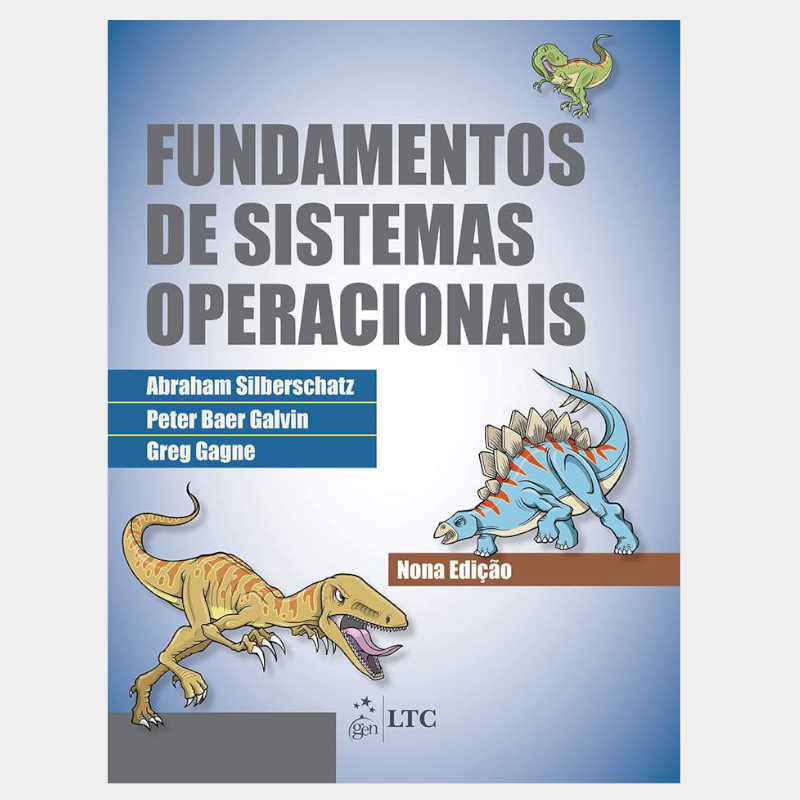 FUNDAMENTOS
DE SISTEMAS
OPERACIONAIS
Abraham Silberschatz
Peter Baer Galvin
Greg Gagne
Nona Edição
gen
LTC